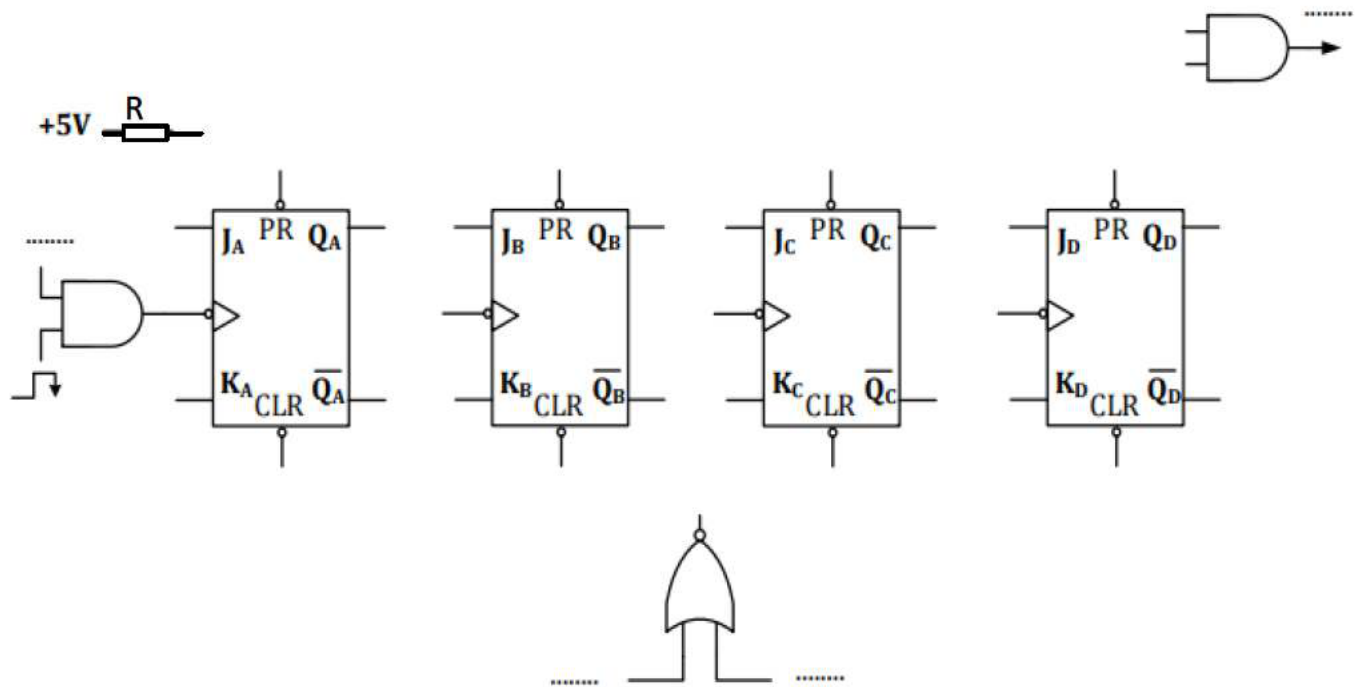 ........
R
+5V
J_A PR Q_A J_B PR Q_B J_C PR Q_C J_D PR Q_D
........
K_A CLR Q̅_A̅ K_B CLR Q̅_B̅ K_C CLR Q̅_C̅ K_D CLR Q̅_D̅
........ ........